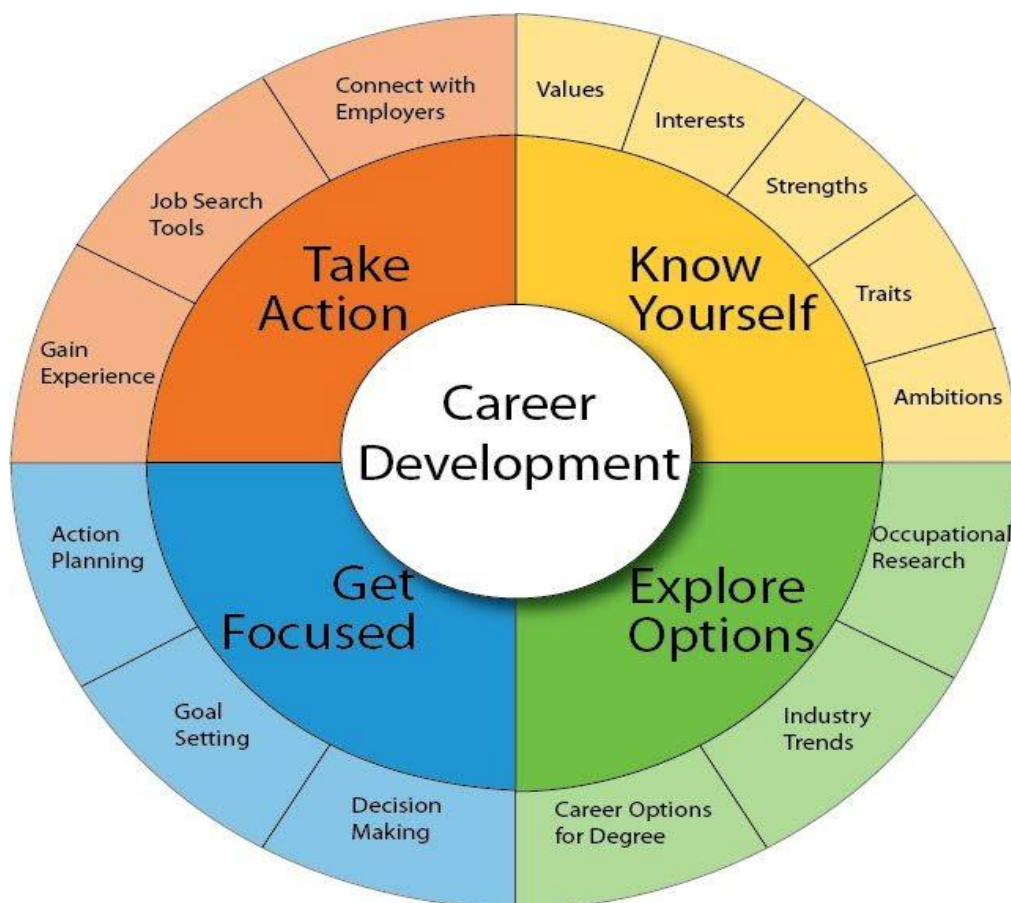 Career
Development
Know
Yourself
Values
Interests
Strengths
Traits
Ambitions
Explore
Options
Occupational
Research
Industry
Trends
Career Options
for Degree
Get
Focused
Decision
Making
Goal
Setting
Action
Planning
Take
Action
Gain
Experience
Job Search
Tools
Connect with
Employers